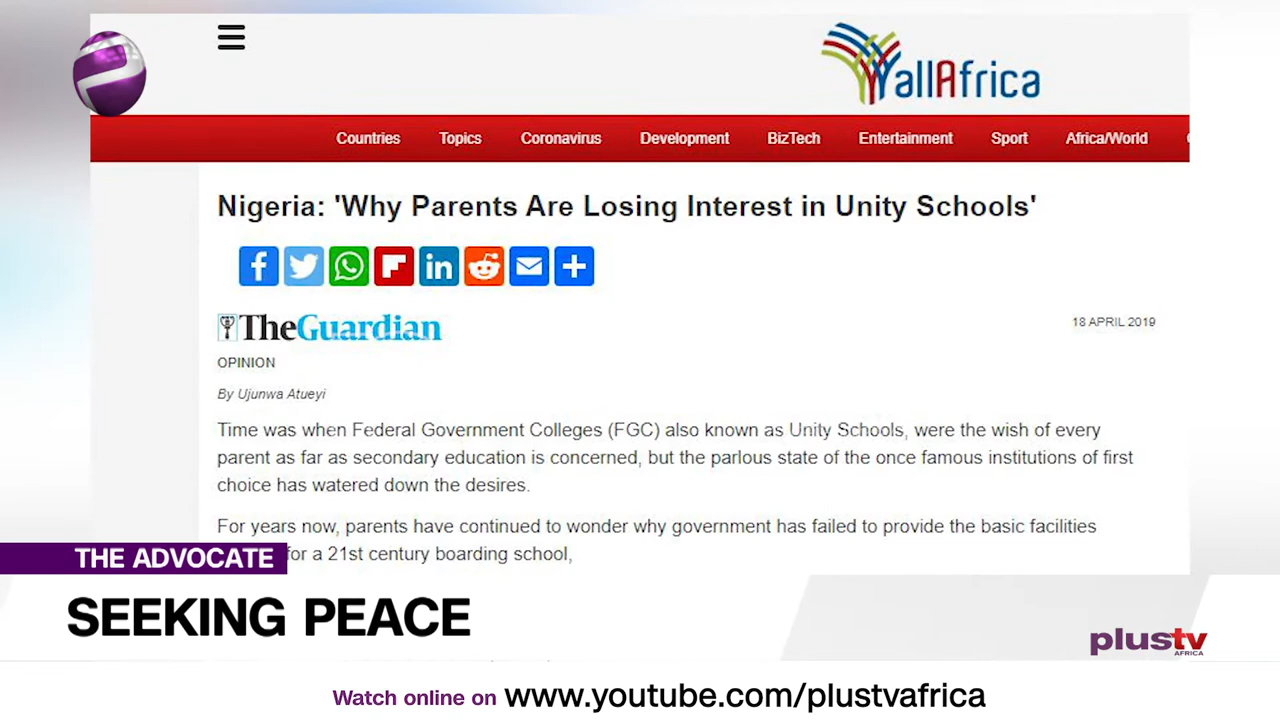 allAfrica
Countries Topics Coronavirus Development BizTech Entertainment Sport Africa/World
Nigeria: 'Why Parents Are Losing Interest in Unity Schools'
TheGuardian
18 APRIL 2019
OPINION
By Ujunwa Atueyi
Time was when Federal Government Colleges (FGC) also known as Unity Schools, were the wish of every
parent as far as secondary education is concerned, but the parlous state of the once famous institutions of first
choice has watered down the desires.
For years now, parents have continued to wonder why government has failed to provide the basic facilities
for a 21st century boarding school,
THE ADVOCATE
SEEKING PEACE
plustv
AFRICA
Watch online on www.youtube.com/plustvafrica